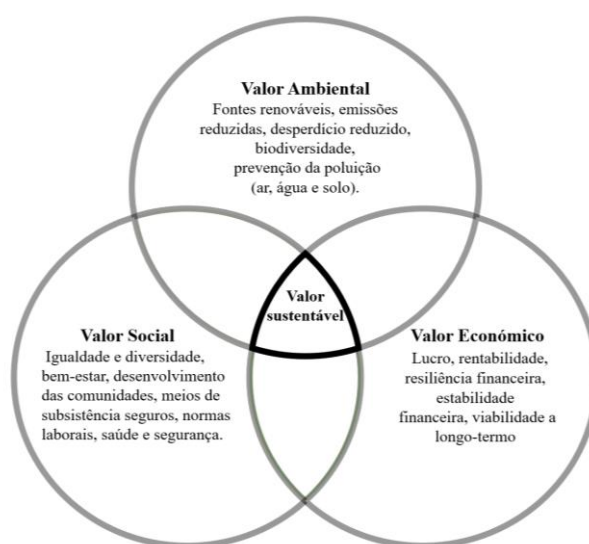 Valor Ambiental
Fontes renováveis, emissões
reduzidas, desperdício reduzido,
biodiversidade,
prevenção da poluição
(ar, água e solo).
Valor
sustentável
Valor Social
Igualdade e diversidade,
bem-estar, desenvolvimento
das comunidades, meios de
subsistência seguros, normas
laborais, saúde e segurança.
Valor Económico
Lucro, rentabilidade,
resiliência financeira,
estabilidade
financeira, viabilidade a
longo-termo